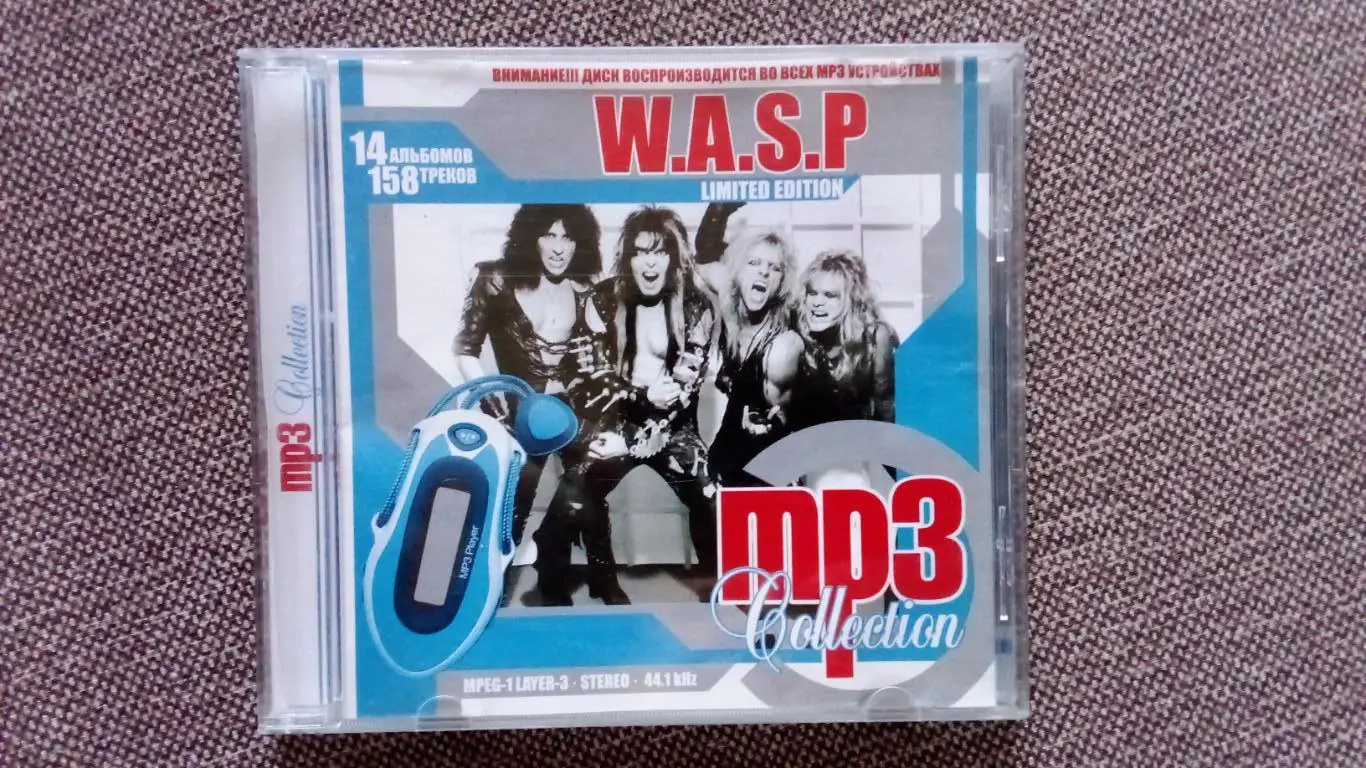 ВНИМАНИЕ!!! ДИСК ВОСПРОИЗВОДИТСЯ ВО ВСЕХ MP3 УСТРОЙСТВАХ
W.A.S.P
LIMITED EDITION
14 АЛЬБОМОВ
158 ТРЕКОВ
mp3 Collection
MP3 Player
mp3
Collection
MPEG-1 LAYER-3 · STEREO · 44.1 kHz